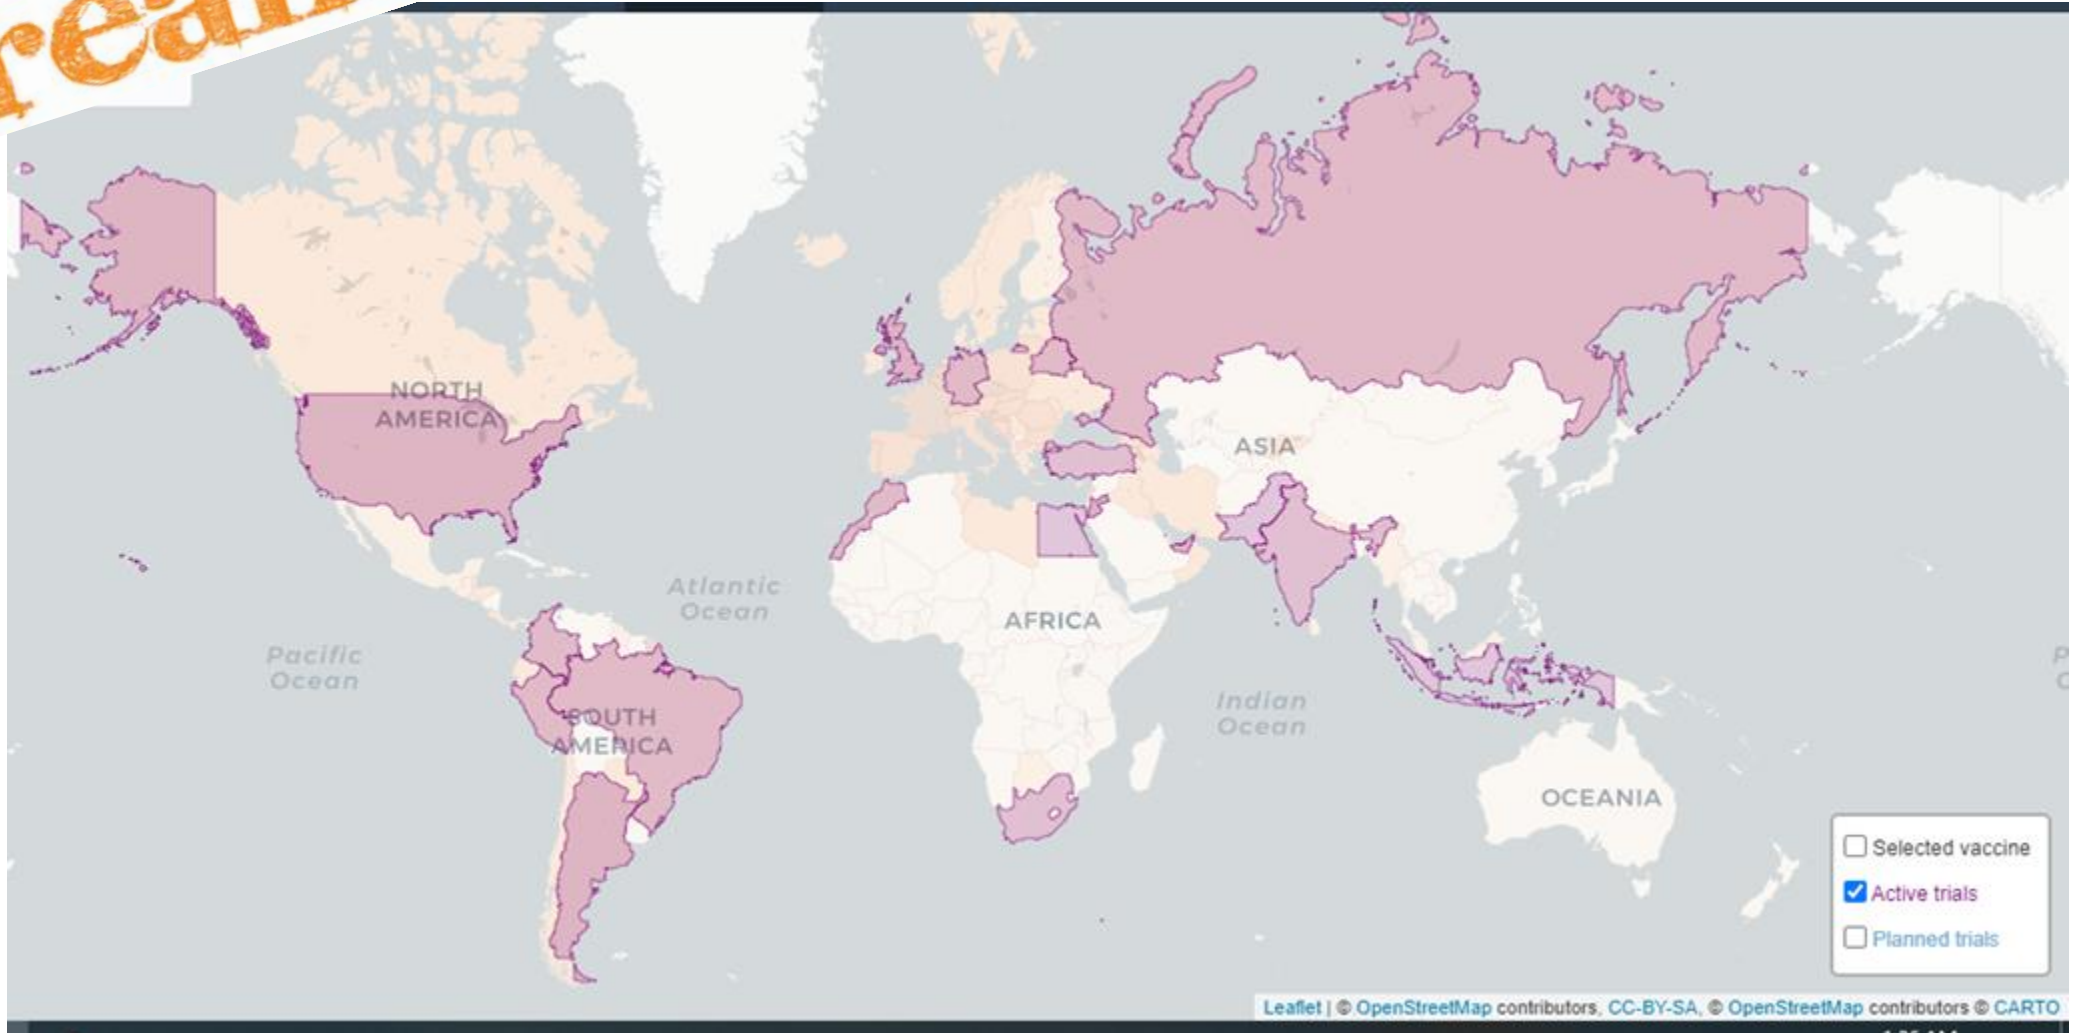 NORTH
AMERICA
ASIA
Atlantic
Ocean
AFRICA
Pacific
Ocean
SOUTH
AMERICA
Indian
Ocean
OCEANIA
Selected vaccine
Active trials
Planned trials
Leaflet | © OpenStreetMap contributors, CC-BY-SA, © OpenStreetMap contributors © CARTO